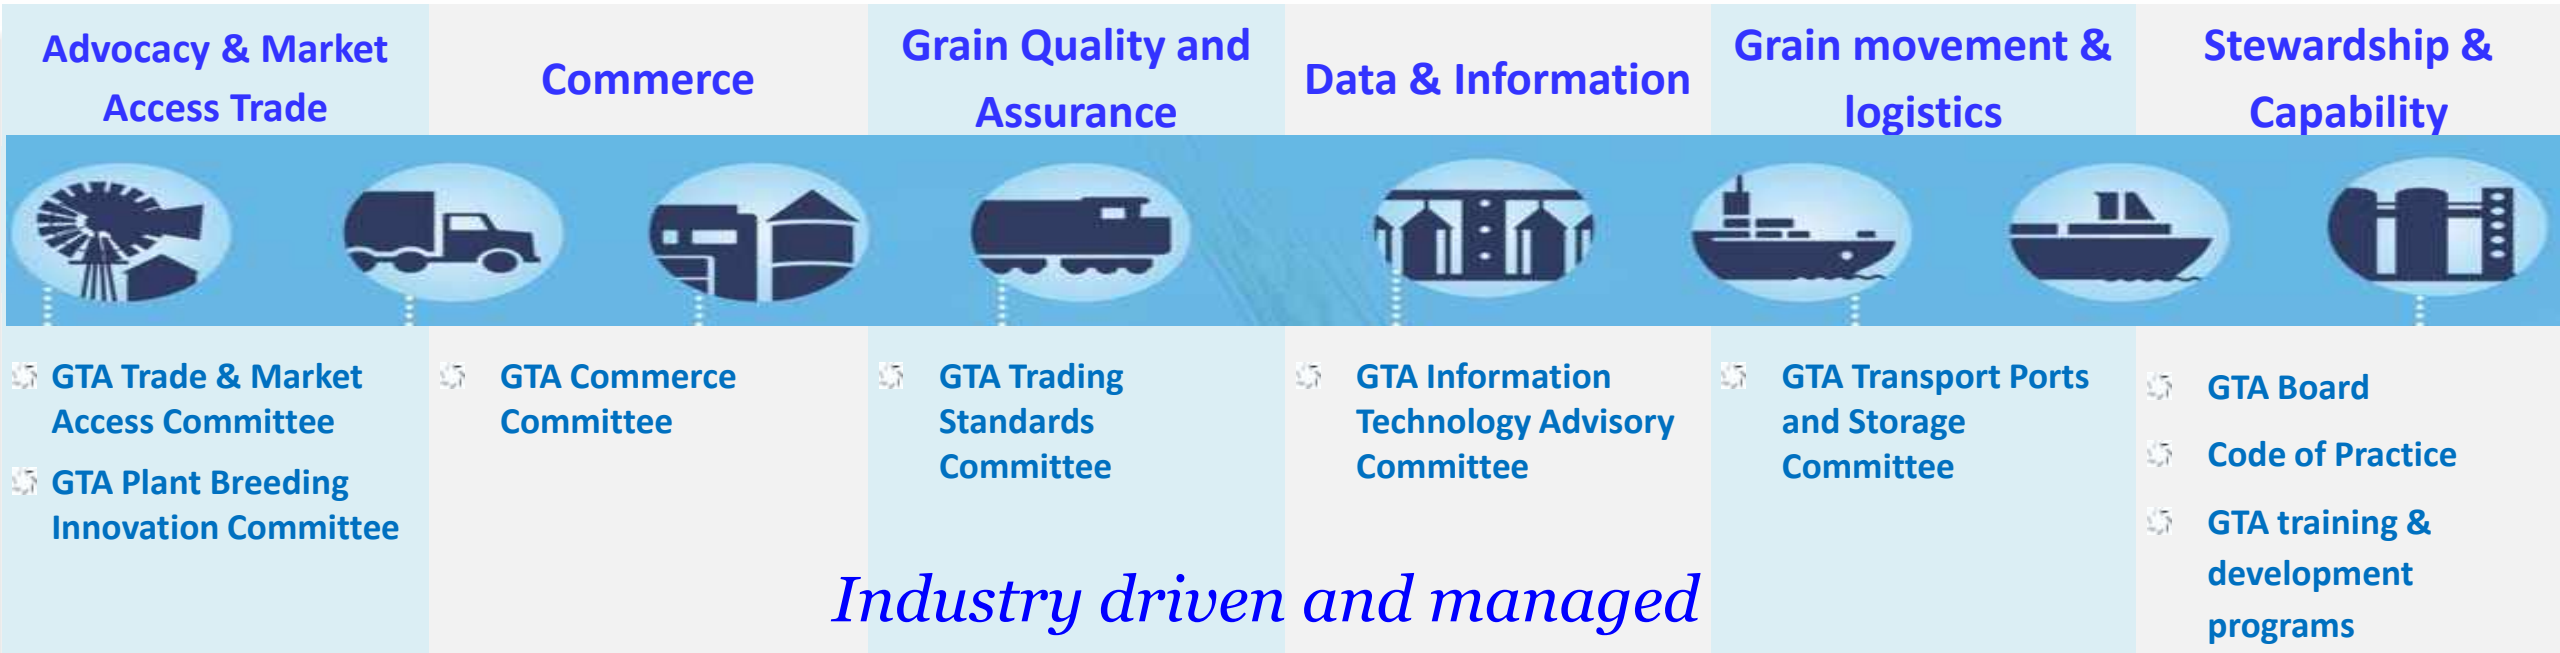 Advocacy & Market
Access Trade
Commerce
Grain Quality and
Assurance
Data & Information
Grain movement &
logistics
Stewardship &
Capability
GTA Trade & Market
Access Committee
GTA Plant Breeding
Innovation Committee
GTA Commerce
Committee
GTA Trading
Standards
Committee
GTA Information
Technology Advisory
Committee
GTA Transport Ports
and Storage
Committee
GTA Board
Code of Practice
GTA training &
development
programs
Industry driven and managed